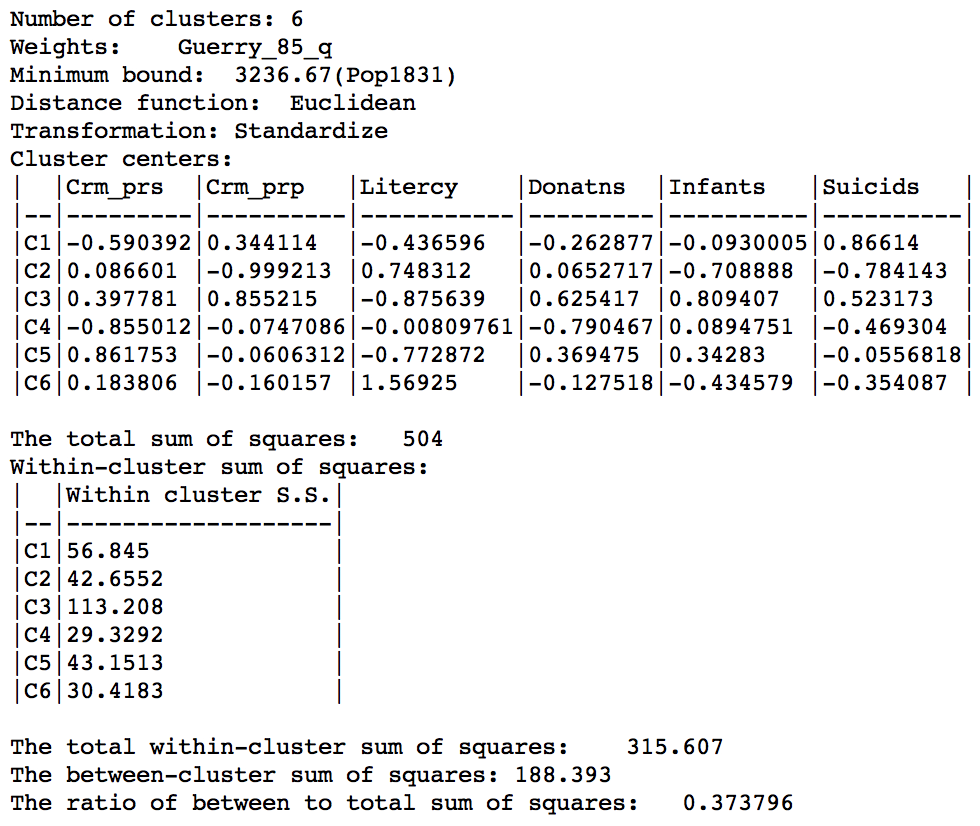 Number of clusters: 6
Weights:    Guerry_85_q
Minimum bound:  3236.67(Pop1831)
Distance function:  Euclidean
Transformation: Standardize
Cluster centers:
|  |Crm_prs  |Crm_prp   |Litercy    |Donatns  |Infants   |Suicids   |
|--|---------|----------|-----------|---------|----------|----------|
|C1|-0.590392|0.344114  |-0.436596  |-0.262877|-0.0930005|0.86614   |
|C2|0.086601 |-0.999213 |0.748312   |0.0652717|-0.708888 |-0.784143 |
|C3|0.397781 |0.855215  |-0.875639  |0.625417 |0.809407  |0.523173  |
|C4|-0.855012|-0.0747086|-0.00809761|-0.790467|0.0894751 |-0.469304 |
|C5|0.861753 |-0.0606312|-0.772872  |0.369475 |0.34283   |-0.0556818|
|C6|0.183806 |-0.160157 |1.56925    |-0.127518|-0.434579 |-0.354087 |
The total sum of squares:   504
Within-cluster sum of squares:
|  |Within cluster S.S.|
|--|-------------------|
|C1|56.845             |
|C2|42.6552            |
|C3|113.208            |
|C4|29.3292            |
|C5|43.1513            |
|C6|30.4183            |
The total within-cluster sum of squares:    315.607
The between-cluster sum of squares: 188.393
The ratio of between to total sum of squares:   0.373796